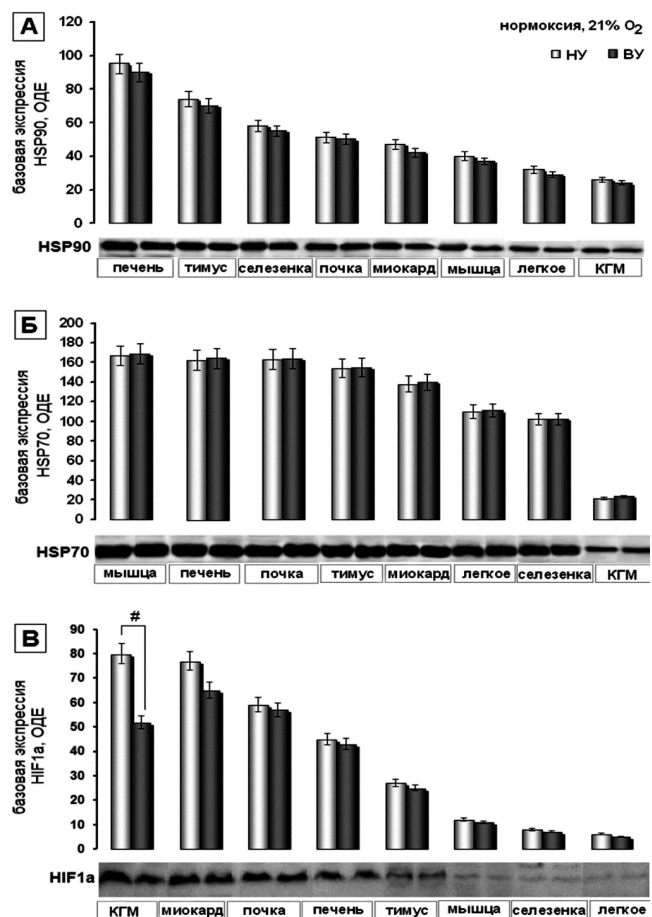 А
нормоксия, 21% O2
НУ ВУ
базовая экспрессия
HSP90, ОДЕ
120
100
80
60
40
20
0
HSP90
печень тимус селезенка почка миокард мышца легкое КГМ
Б
базовая экспрессия
HSP70, ОДЕ
200
180
160
140
120
100
80
60
40
20
0
HSP70
мышца печень почка тимус миокард легкое селезенка КГМ
В
#
базовая экспрессия
HIF1a, ОДЕ
90
80
70
60
50
40
30
20
10
0
HIF1a
КГМ миокард почка печень тимус мышца селезенка легкое